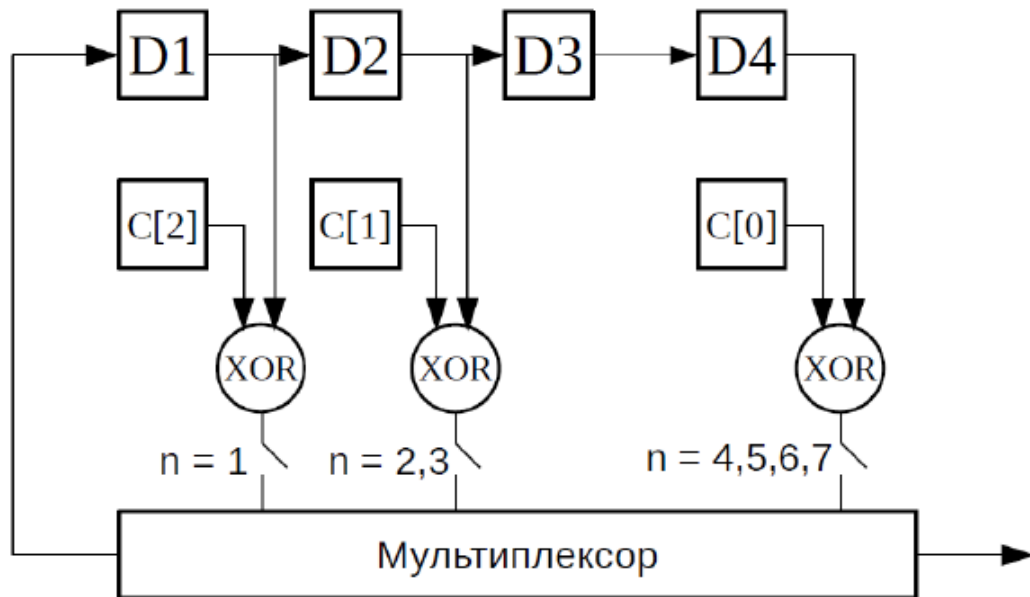 D1 D2 D3 D4
C[2] C[1] C[0]
XOR XOR XOR
n = 1 n = 2,3 n = 4,5,6,7
Мультиплексор